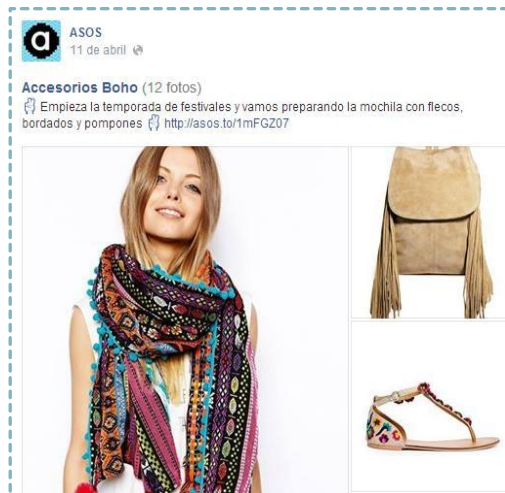 a
ASOS
11 de abril
Accesorios Boho (12 fotos)
✌ Empieza la temporada de festivales y vamos preparando la mochila con flecos,
bordados y pompones ✌ http://asos.to/1mFGZ07